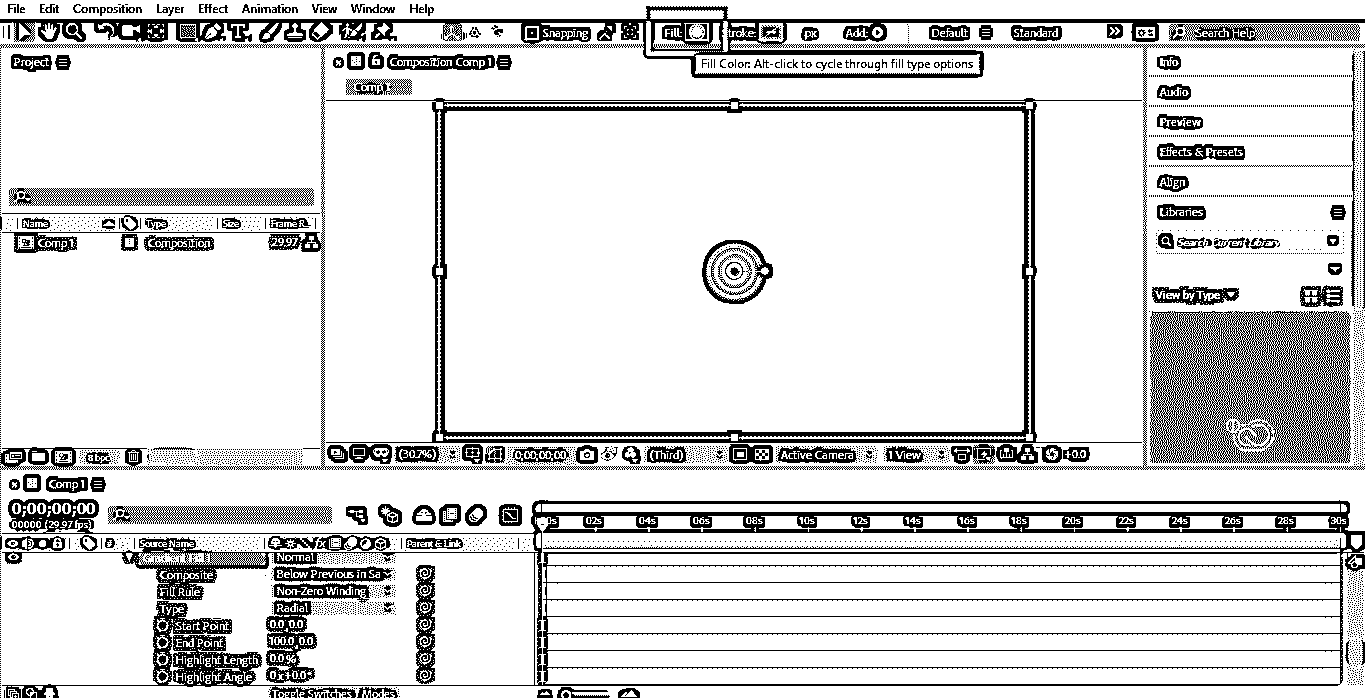 File Edit Composition Layer Effect Animation View Window Help
Snapping Fill: Stroke: px Add: Default Standard Search Help
Fill Color: Alt-click to cycle through fill type options
Project
Composition Comp 1
Comp 1
Info
Audio
Preview
Effects & Presets
Align
Libraries
Search Current Library
View by Type
Name Type Size Frame R..
Comp 1 Composition 29.97
8 bpc
(30.7%) 0;00;00;00 (Third) Active Camera 1 View +0.0
Comp 1
0;00;00;00
00000 (29.97 fps)
02s 04s 06s 08s 10s 12s 14s 16s 18s 20s 22s 24s 26s 28s 30s
Source Name Parent & Link
Normal
Composite Below Previous in Sa
Fill Rule Non-Zero Winding
Type Radial
Start Point 0.0,0.0
End Point 100.0,0.0
Highlight Length 0.0%
Highlight Angle 0x+0.0°
Toggle Switches / Modes